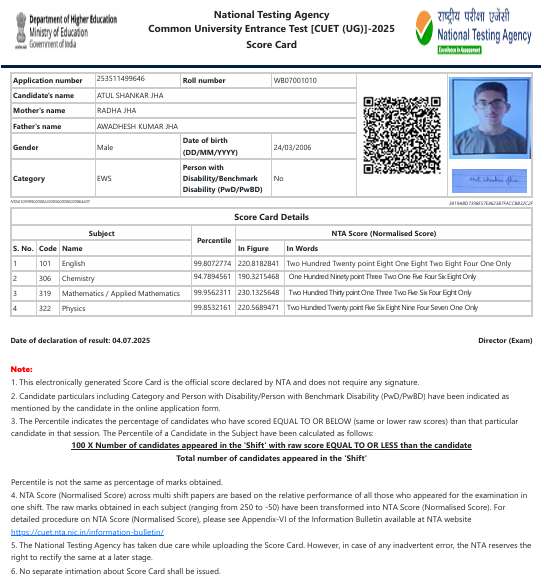 Department of Higher Education
Ministry of Education
Government of India
National Testing Agency
Common University Entrance Test [CUET (UG)]-2025
Score Card
राष्ट्रीय परीक्षा एजेंसी
National Testing Agency
Excellence in Assessment
Application number 253511499646 Roll number WB07001010
Candidate's name ATUL SHANKAR JHA
Mother's name RADHA JHA
Father's name AWADHESH KUMAR JHA
Gender Male Date of birth (DD/MM/YYYY) 24/03/2006
Category EWS Person with Disability/Benchmark Disability (PwD/PwBD) No
Score Card Details
Subject Percentile NTA Score (Normalised Score)
S. No. Code Name In Figure In Words
1 101 English 99.8072774 220.8182841 Two Hundred Twenty point Eight One Eight Two Eight Four One Only
2 306 Chemistry 94.7894561 190.3215468 One Hundred Ninety point Three Two One Five Four Six Eight Only
3 319 Mathematics / Applied Mathematics 99.9562311 230.1325648 Two Hundred Thirty point One Three Two Five Six Four Eight Only
4 322 Physics 99.8532161 220.5689471 Two Hundred Twenty point Five Six Eight Nine Four Seven One Only
Date of declaration of result: 04.07.2025 Director (Exam)
Note:
1. This electronically generated Score Card is the official score declared by NTA and does not require any signature.
2. Candidate particulars including Category and Person with Disability/Person with Benchmark Disability (PwD/PwBD) have been indicated as
mentioned by the candidate in the online application form.
3. The Percentile indicates the percentage of candidates who have scored EQUAL TO OR BELOW (same or lower raw scores) than that particular
candidate in that session. The Percentile of a Candidate in the Subject have been calculated as follows:
100 X Number of candidates appeared in the 'Shift' with raw score EQUAL TO OR LESS than the candidate
Total number of candidates appeared in the 'Shift'
Percentile is not the same as percentage of marks obtained.
4. NTA Score (Normalised Score) across multi shift papers are based on the relative performance of all those who appeared for the examination in
one shift. The raw marks obtained in each subject (ranging from 250 to -50) have been transformed into NTA Score (Normalised Score). For
detailed procedure on NTA Score (Normalised Score), please see Appendix-VI of the Information Bulletin available at NTA website
https://cuet.nta.nic.in/information-bulletin/
5. The National Testing Agency has taken due care while uploading the Score Card. However, in case of any inadvertent error, the NTA reserves the
right to rectify the same at a later stage.
6. No separate intimation about Score Card shall be issued.